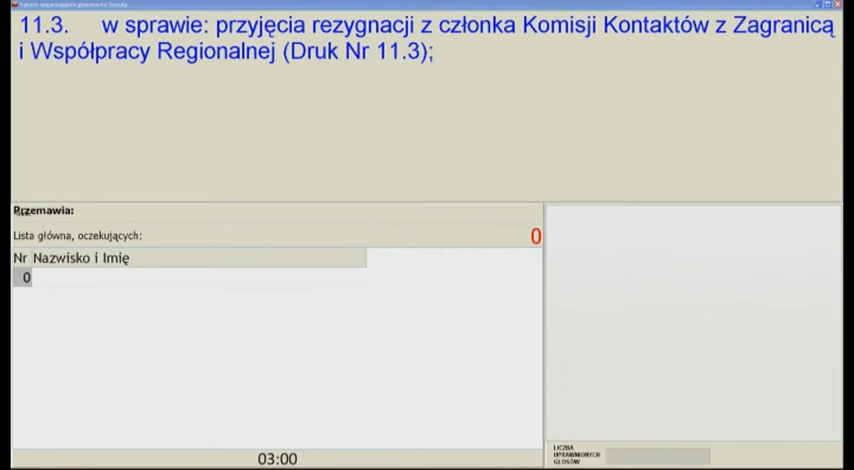 11.3. w sprawie: przyjęcia rezygnacji z członka Komisji Kontaktów z Zagranicą
i Współpracy Regionalnej (Druk Nr 11.3);
Przemawia:
Lista główna, oczekujących:
0
Nr Nazwisko i Imię
0
03:00
LICZBA
UPRAWNIONYCH
GŁOSÓW